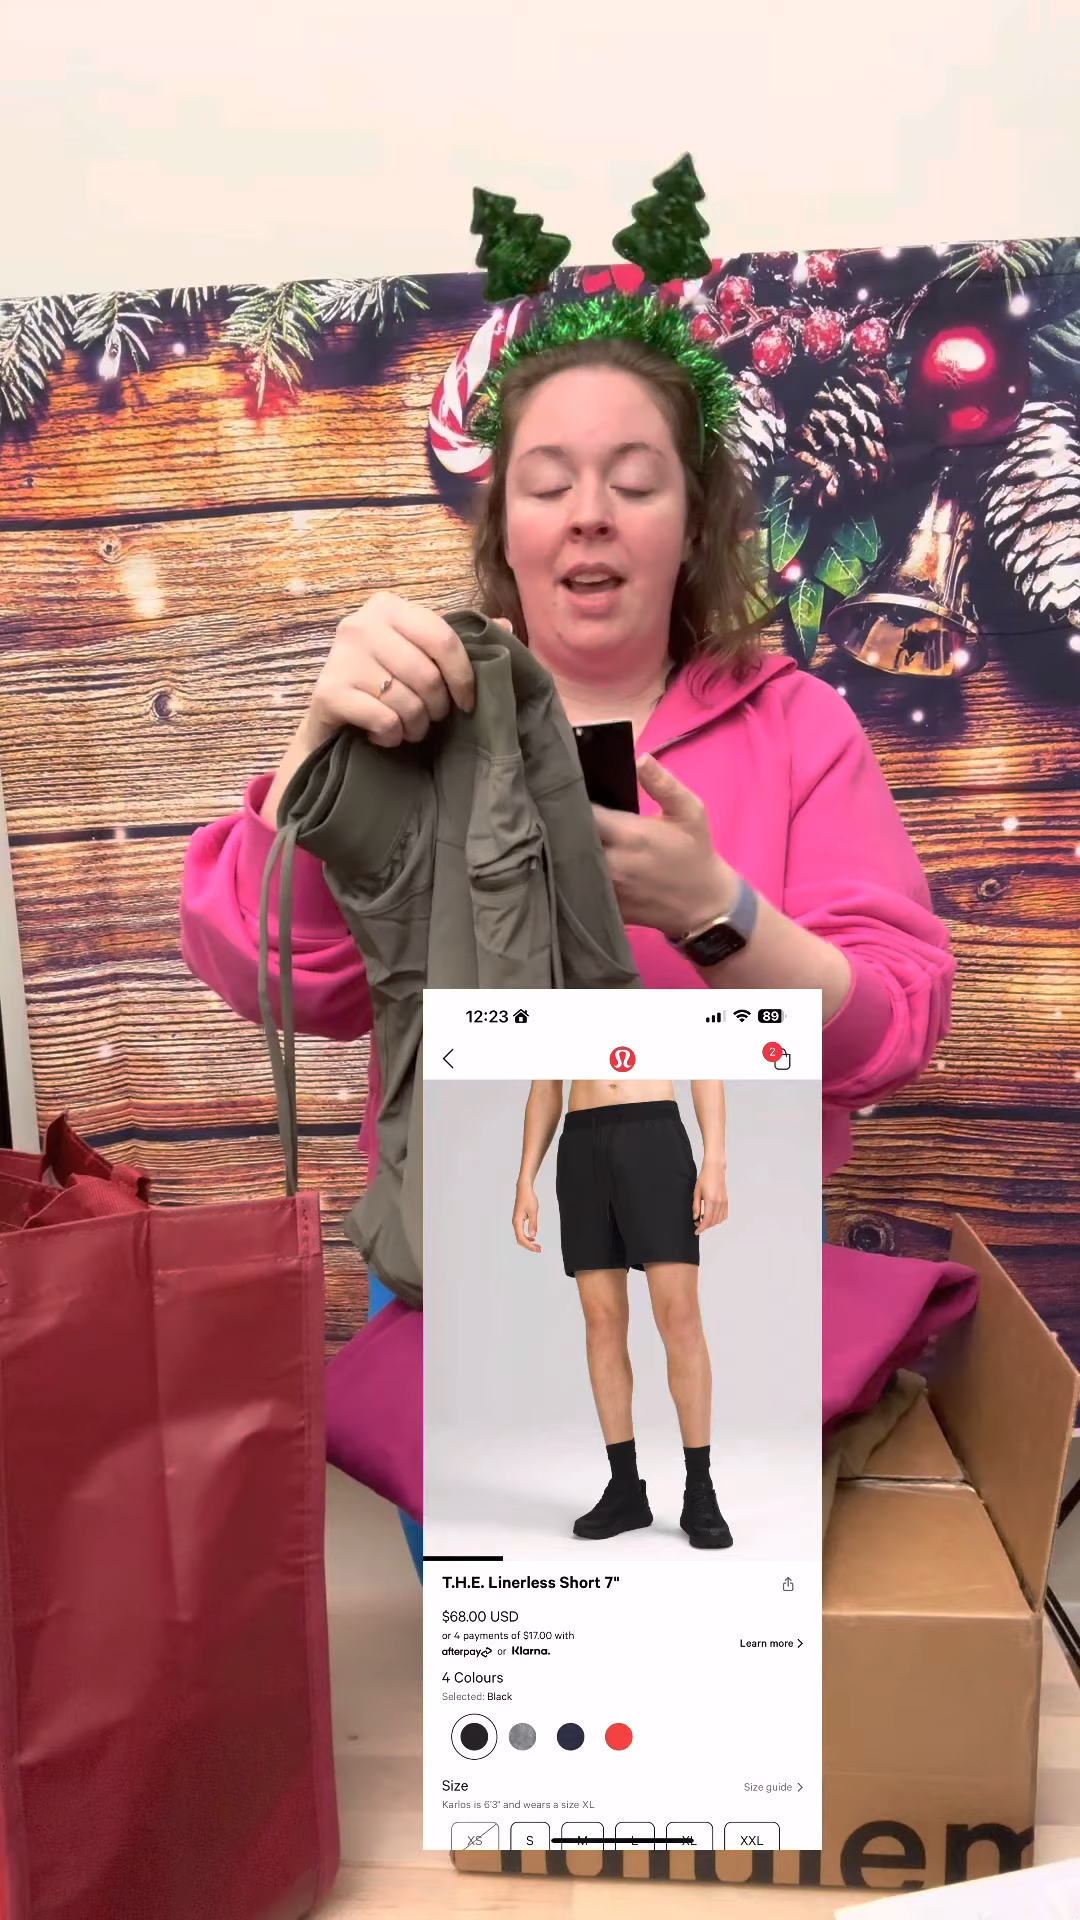 12:23
89
2
T.H.E. Linerless Short 7"
$68.00 USD
or 4 payments of $17.00 with
Learn more >
afterpay or Klarna.
4 Colours
Selected: Black
Size
Size guide >
Karlos is 6'3" and wears a size XL
XS S M L XL XXL
lululem